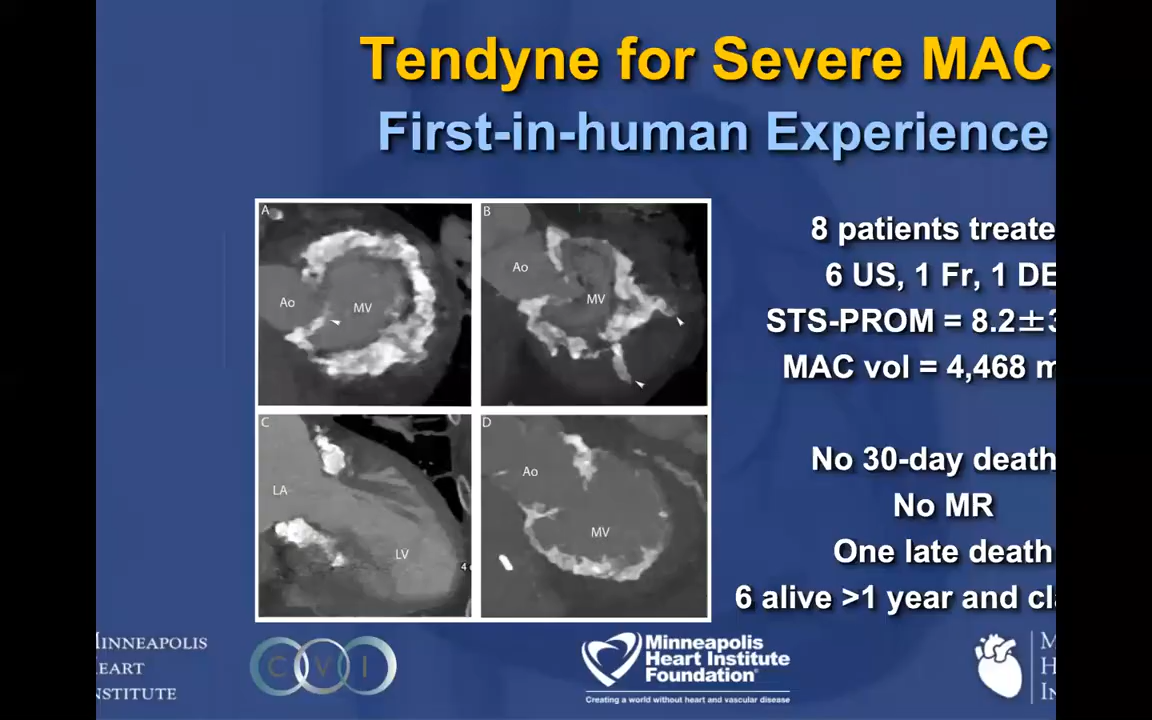 Tendyne for Severe MAC
First-in-human Experience
A
Ao
MV
B
Ao
MV
C
LA
LV
4
D
Ao
MV
8 patients treate
6 US, 1 Fr, 1 DE
STS-PROM = 8.2±3
MAC vol = 4,468 m
No 30-day death
No MR
One late death
6 alive >1 year and cl
INNEAPOLIS
EART
NSTITUTE
CVI
Minneapolis
Heart Institute
Foundation
Creating a world without heart and vascular disease
M
H
IN